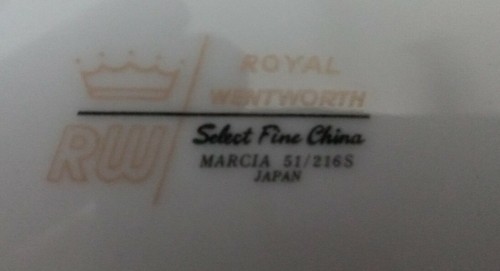 ROYAL
WENTWORTH
RW
Select Fine China
MARCIA 51/216S
JAPAN